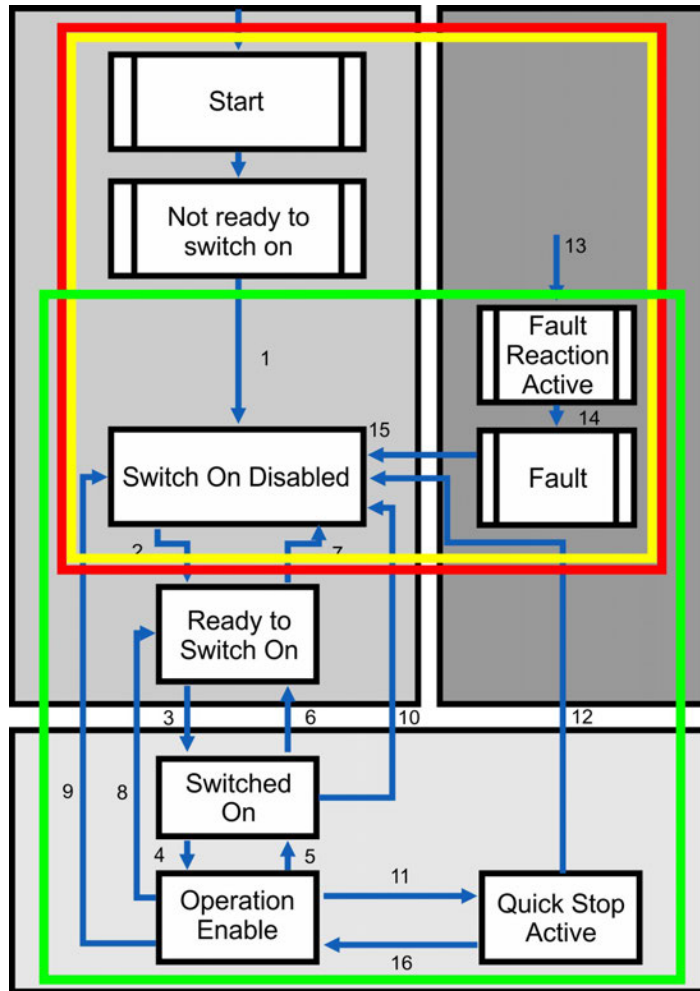 Start
Not ready to
switch on
13
Fault
Reaction
Active
1
14
15
Switch On Disabled
Fault
2
7
Ready to
Switch On
3
6
10
12
Switched
On
9
8
4
5
11
Operation
Enable
Quick Stop
Active
16